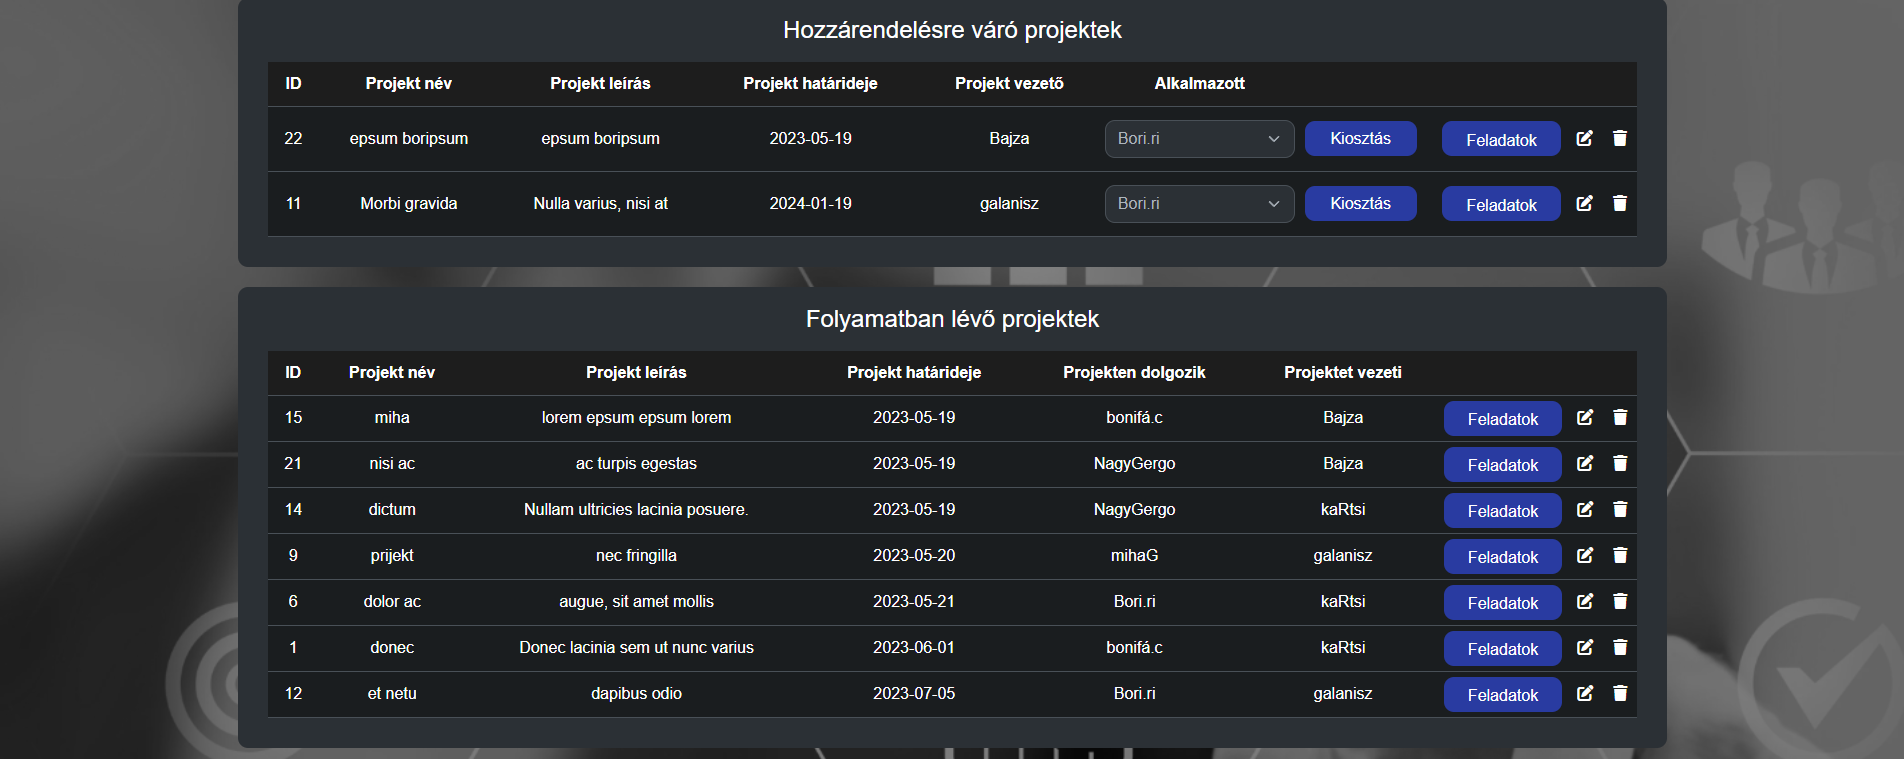 Hozzárendelésre váró projektek
ID Projekt név Projekt leírás Projekt határideje Projekt vezető Alkalmazott
22 epsum boripsum epsum boripsum 2023-05-19 Bajza Bori.ri Kiosztás Feladatok
11 Morbi gravida Nulla varius, nisi at 2024-01-19 galanisz Bori.ri Kiosztás Feladatok
Folyamatban lévő projektek
ID Projekt név Projekt leírás Projekt határideje Projekten dolgozik Projektet vezeti
15 miha lorem epsum epsum lorem 2023-05-19 bonifá.c Bajza Feladatok
21 nisi ac ac turpis egestas 2023-05-19 NagyGergo Bajza Feladatok
14 dictum Nullam ultricies lacinia posuere. 2023-05-19 NagyGergo kaRtsi Feladatok
9 prijekt nec fringilla 2023-05-20 mihaG galanisz Feladatok
6 dolor ac augue, sit amet mollis 2023-05-21 Bori.ri kaRtsi Feladatok
1 donec Donec lacinia sem ut nunc varius 2023-06-01 bonifá.c kaRtsi Feladatok
12 et netu dapibus odio 2023-07-05 Bori.ri galanisz Feladatok